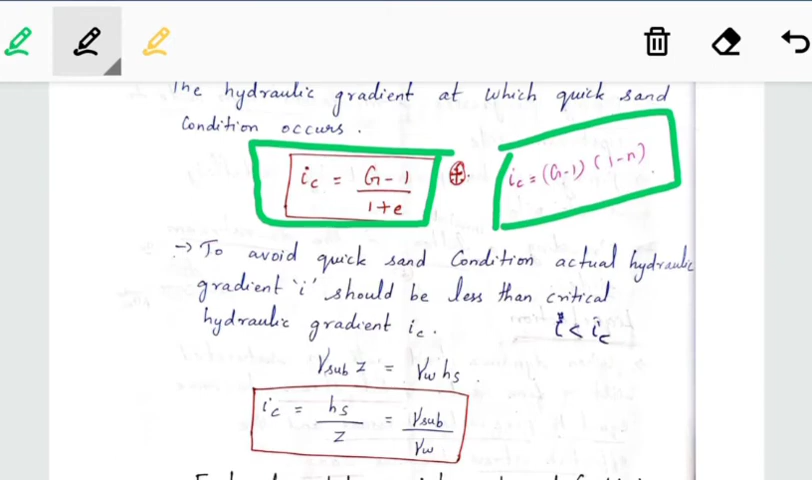 The hydraulic gradient at which quick sand
Condition occurs.
ic = G-1 / 1+e
ic = (G-1) (1-n)
→ To avoid quick sand Condition actual hydraulic
gradient 'i' should be less than critical
hydraulic gradient ic.
i < ic
γsub z = γw hs
ic = hs / z = γsub / γw